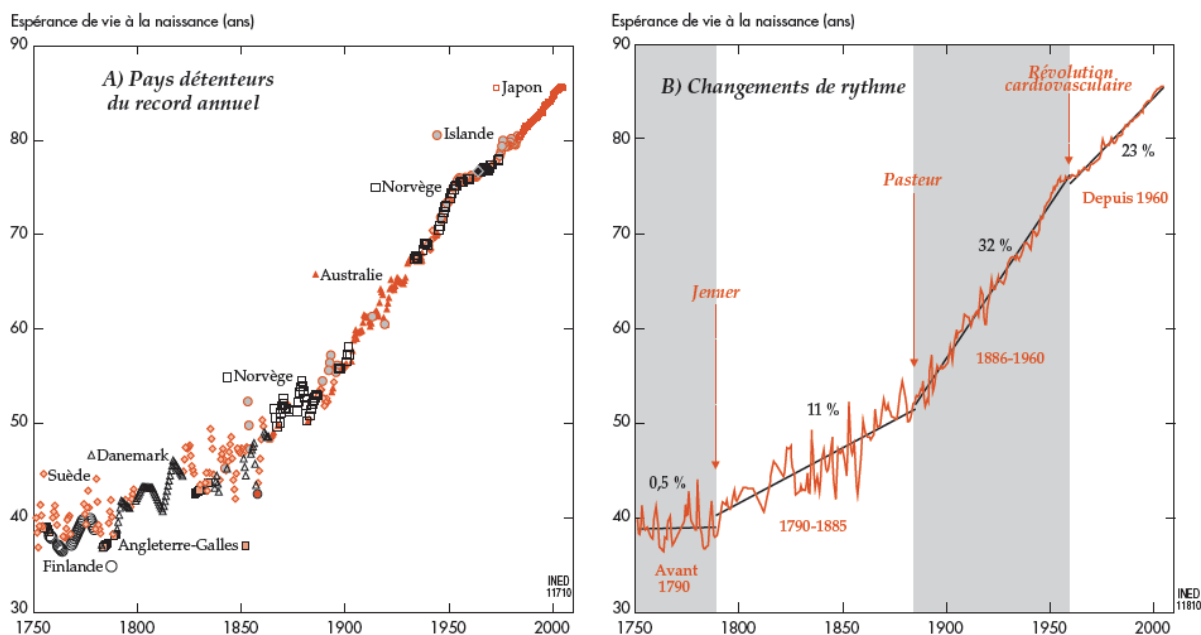 Espérance de vie à la naissance (ans)
90
80
70
60
50
40
30
A) Pays détenteurs
du record annuel
Japon
Islande
Norvège
Australie
Norvège
Danemark
Suède
Angleterre-Galles
Finlande
INED
11710
1750
1800
1850
1900
1950
2000
Espérance de vie à la naissance (ans)
90
80
70
60
50
40
30
B) Changements de rythme
Révolution
cardiovasculaire
23 %
Pasteur
Depuis 1960
32 %
Jenner
1886-1960
11 %
0,5 %
1790-1885
Avant
1790
INED
11810
1750
1800
1850
1900
1950
2000